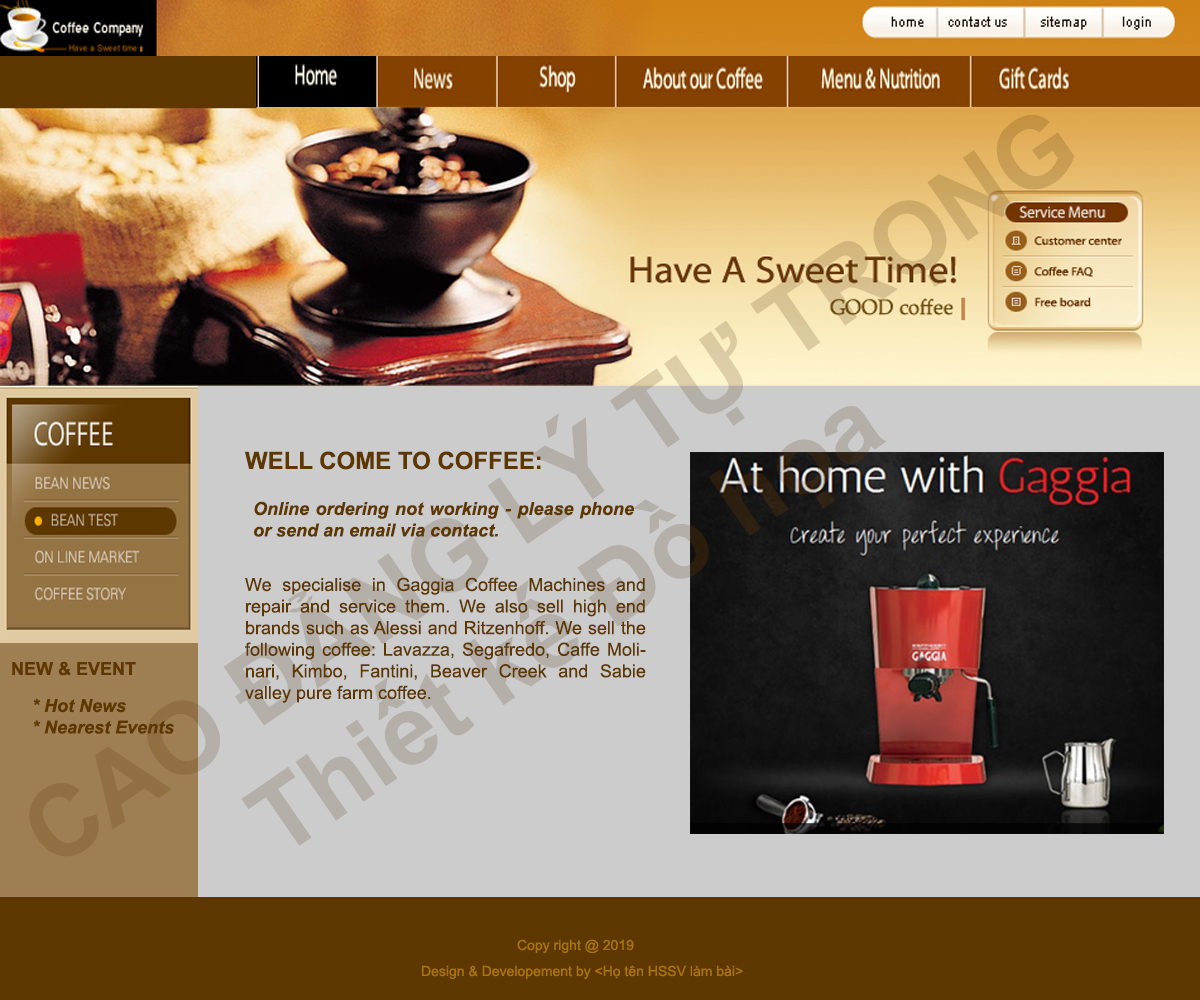 Coffee Company
Have a Sweet time
home contact us sitemap login
Home News Shop About our Coffee Menu & Nutrition Gift Cards
Have A Sweet Time!
GOOD coffee
Service Menu
Customer center
Coffee FAQ
Free board
COFFEE
BEAN NEWS
BEAN TEST
ON LINE MARKET
COFFEE STORY
NEW & EVENT
* Hot News
* Nearest Events
WELL COME TO COFFEE:
Online ordering not working - please phone
or send an email via contact.
We specialise in Gaggia Coffee Machines and
repair and service them. We also sell high end
brands such as Alessi and Ritzenhoff. We sell the
following coffee: Lavazza, Segafredo, Caffe Moli-
nari, Kimbo, Fantini, Beaver Creek and Sabie
valley pure farm coffee.
At home with Gaggia
Create your perfect experience
GAGGIA
CAO ĐẲNG LÝ TỰ TRỌNG
Thiết kế Đồ họa
Copy right @ 2019
Design & Developement by <Họ tên HSSV làm bài>